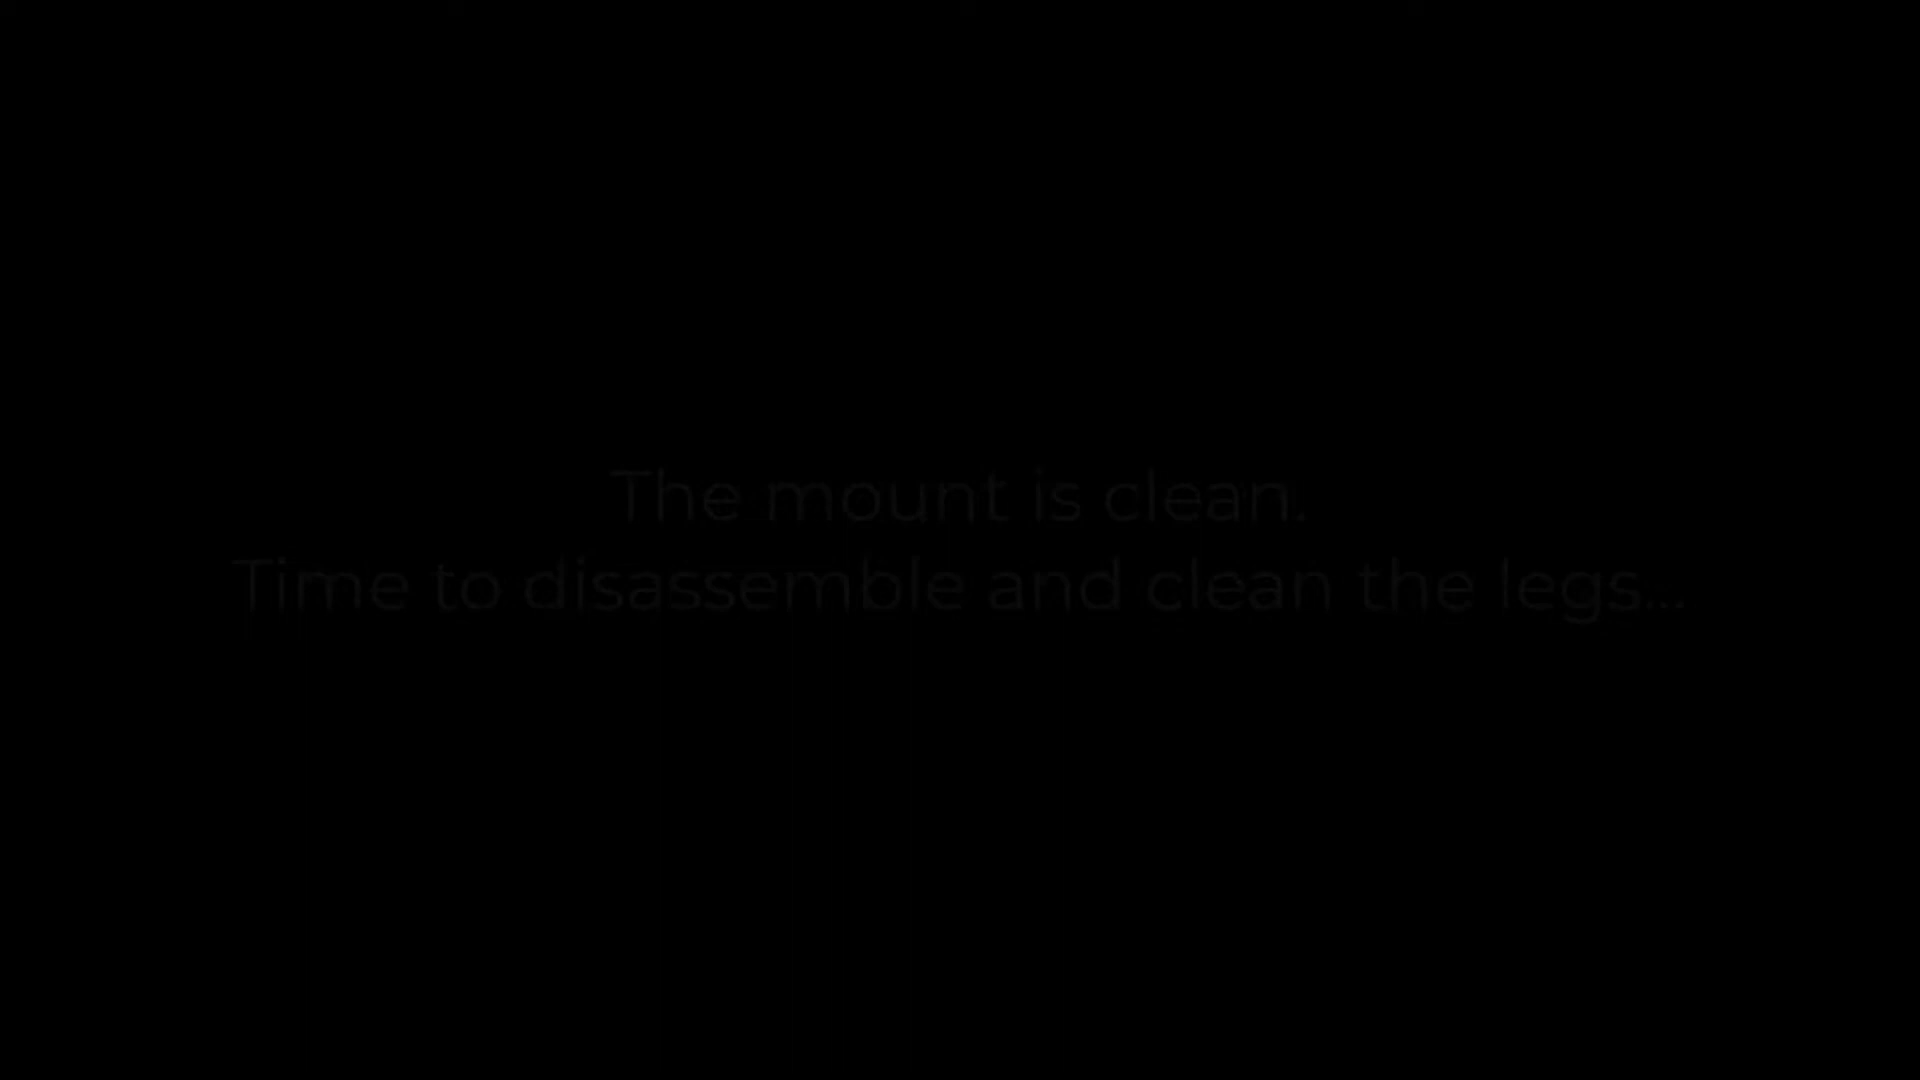 The mount is clean.
Time to disassemble and clean the legs...